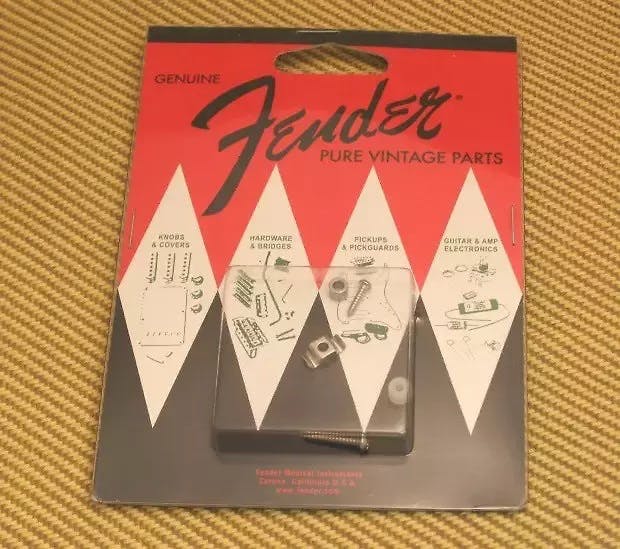 GENUINE
Fender®
PURE VINTAGE PARTS
KNOBS
& COVERS
HARDWARE
& BRIDGES
PICKUPS
& PICKGUARDS
GUITAR & AMP
ELECTRONICS
Fender Musical Instruments
Corona, California U S A
www.fender.com